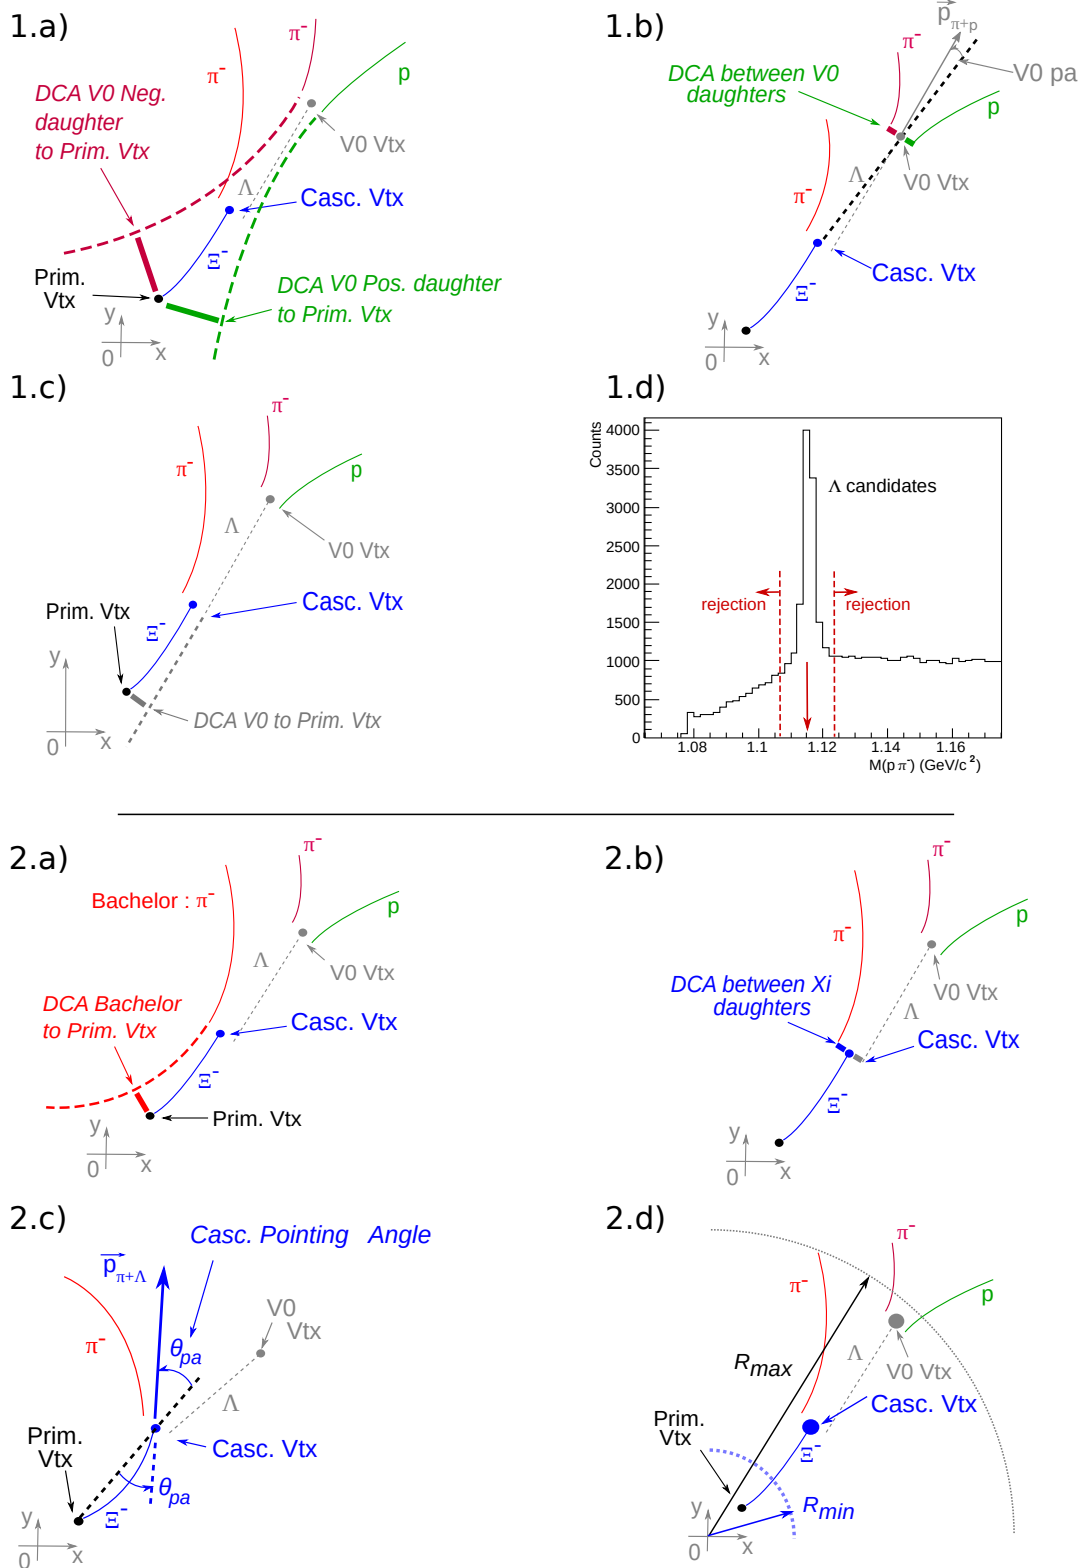 1.a)
π-
π-
p
DCA V0 Neg.
daughter
to Prim. Vtx
V0 Vtx
Λ
Casc. Vtx
Ξ-
Prim.
Vtx
DCA V0 Pos. daughter
to Prim. Vtx
y
0
x
1.b)
p π+p
π-
DCA between V0
daughters
V0 pa
p
Λ
V0 Vtx
π-
Casc. Vtx
Ξ-
y
0
x
1.c)
π-
π-
p
Λ
V0 Vtx
Prim. Vtx
Casc. Vtx
Ξ-
y
DCA V0 to Prim. Vtx
0
x
1.d)
Counts
4000
3500
3000
2500
2000
1500
1000
500
0
Λ candidates
rejection
rejection
1.08
1.1
1.12
1.14
1.16
M(p π-) (GeV/c2)
2.a)
π-
Bachelor : π-
p
Λ
V0 Vtx
DCA Bachelor
to Prim. Vtx
Casc. Vtx
Ξ-
Prim. Vtx
y
0
x
2.b)
π-
π-
p
DCA between Xi
daughters
V0 Vtx
Λ
Casc. Vtx
Ξ-
y
0
x
2.c)
Casc. Pointing Angle
p π+Λ
V0
Vtx
π-
θpa
Λ
Prim.
Vtx
Casc. Vtx
θpa
Ξ-
y
0
x
2.d)
π-
π-
p
Rmax
Λ
V0 Vtx
Casc. Vtx
Prim.
Vtx
Ξ-
Rmin
y
0
x